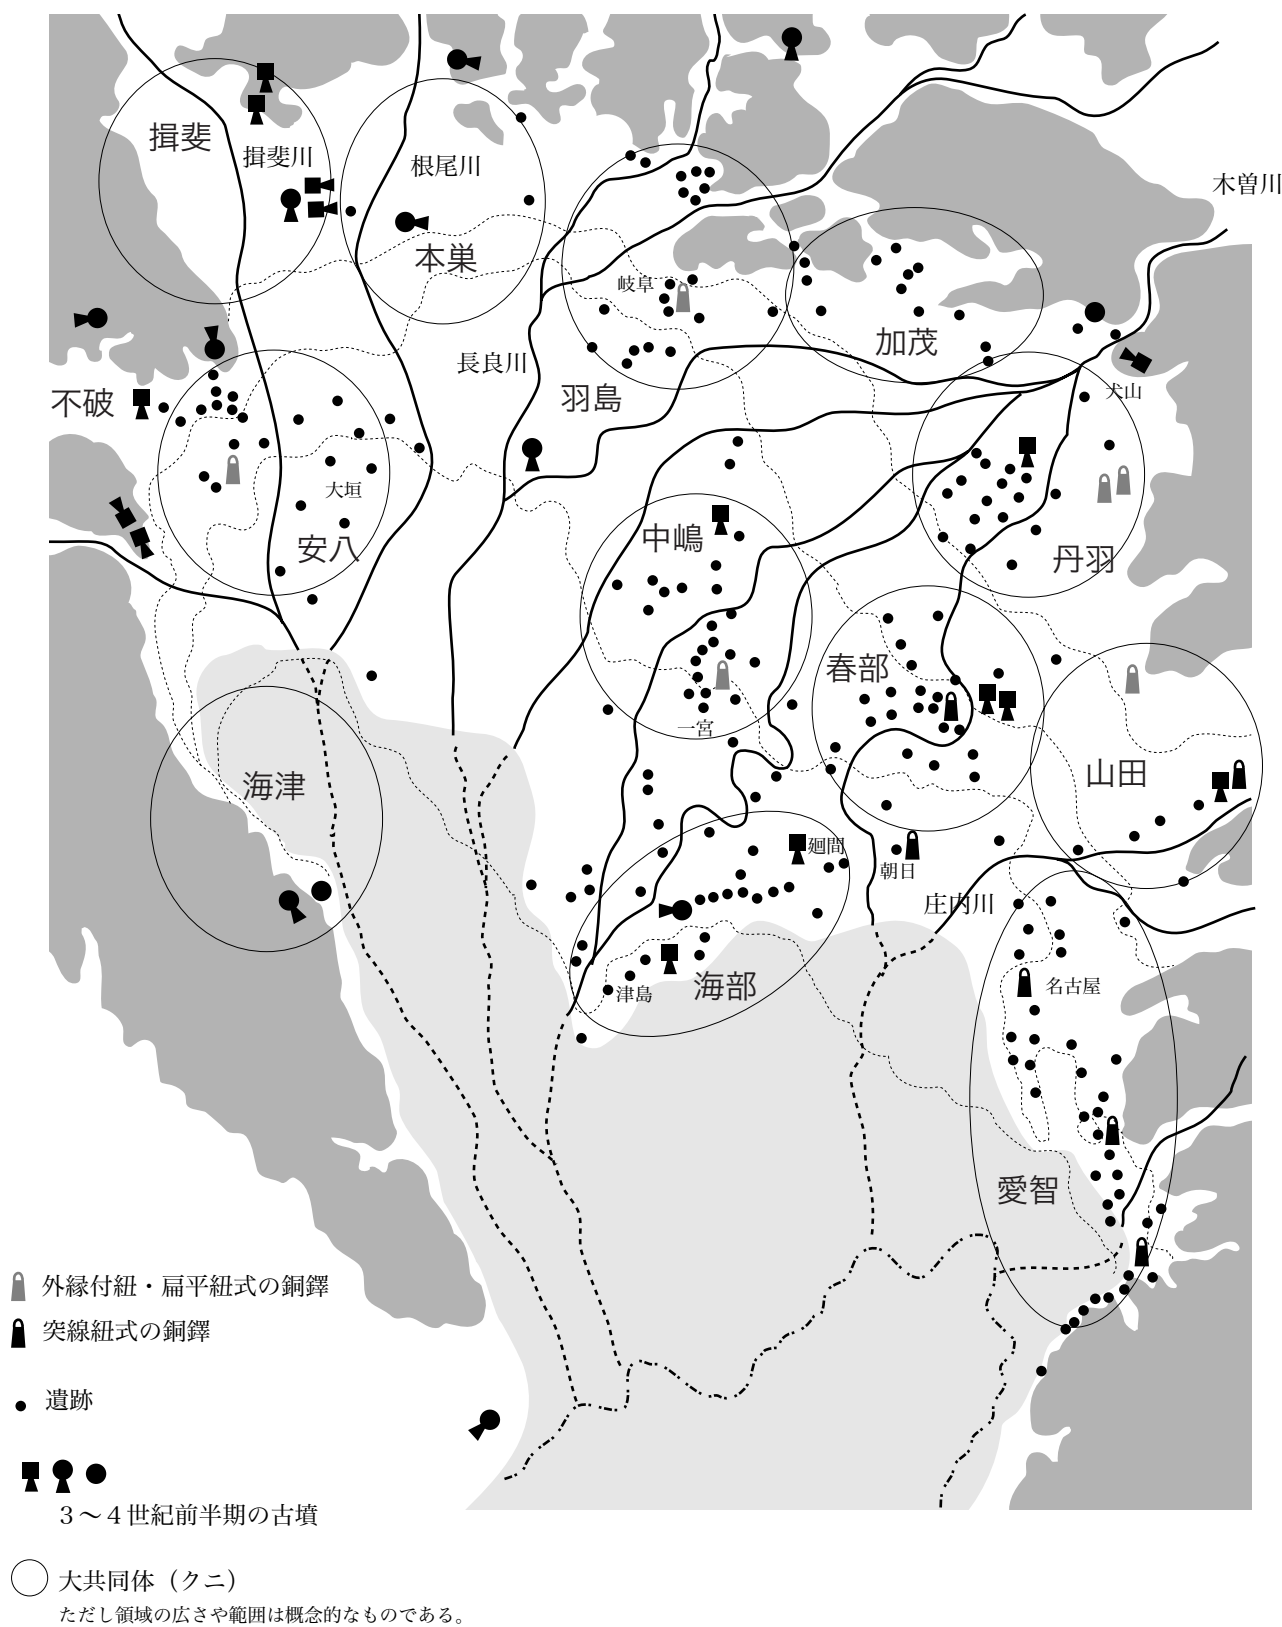 揖斐
揖斐川
根尾川
木曽川
本巣
岐阜
加茂
長良川
不破
羽島
犬山
大垣
安八
中嶋
丹羽
春部
一宮
山田
海津
廻間
朝日
庄内川
津島
海部
名古屋
愛智
外縁付紐・扁平紐式の銅鐸
突線紐式の銅鐸
遺跡
３〜４世紀前半期の古墳
大共同体（クニ）
ただし領域の広さや範囲は概念的なものである。